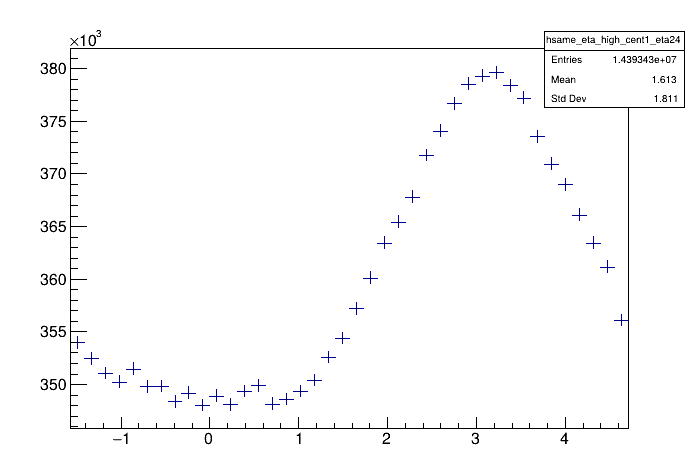 ×10³
hsame_eta_high_cent1_eta24
Entries 1.439343e+07
Mean 1.613
Std Dev 1.811
380
375
370
365
360
355
350
−1 0 1 2 3 4